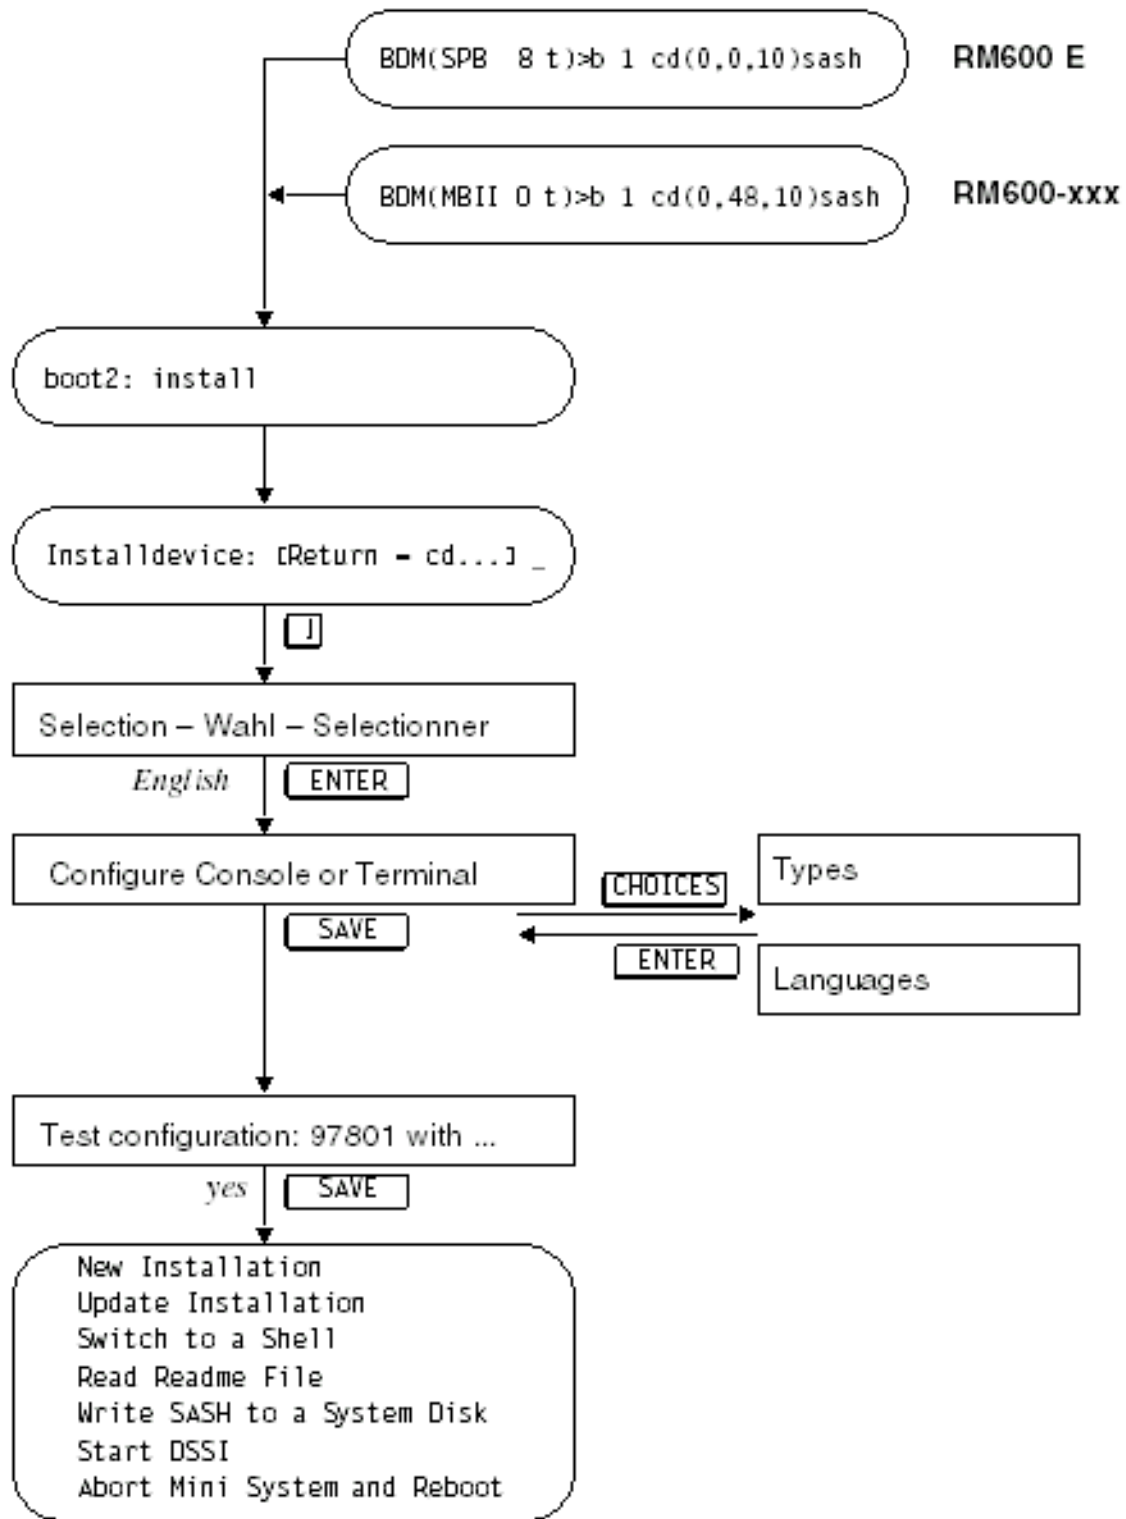 BDM(SPB  8 t)>b 1 cd(0,0,10)sash
RM600 E
BDM(MBII 0 t)>b 1 cd(0,48,10)sash
RM600-xxx
boot2: install
Installdevice: [Return - cd...] _
Selection – Wahl – Selectionner
English
ENTER
Configure Console or Terminal
CHOICES
Types
SAVE
ENTER
Languages
Test configuration: 97801 with ...
yes
SAVE
New Installation
Update Installation
Switch to a Shell
Read Readme File
Write SASH to a System Disk
Start DSSI
Abort Mini System and Reboot